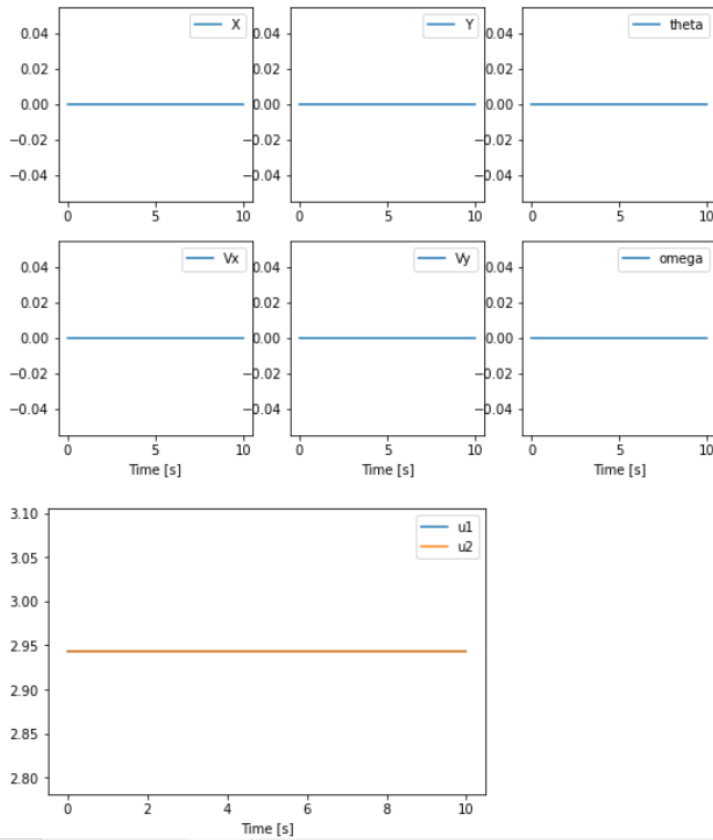 X
Y
theta
0.04 0.04 0.04
0.02 0.02 0.02
0.00 0.00 0.00
−0.02 −0.02 −0.02
−0.04 −0.04 −0.04
0 5 10 0 5 10 0 5 10
Vx
Vy
omega
0.04 0.04 0.04
0.02 0.02 0.02
0.00 0.00 0.00
−0.02 −0.02 −0.02
−0.04 −0.04 −0.04
0 5 10 0 5 10 0 5 10
Time [s] Time [s] Time [s]
3.10
u1
u2
3.05
3.00
2.95
2.90
2.85
2.80
0 2 4 6 8 10
Time [s]